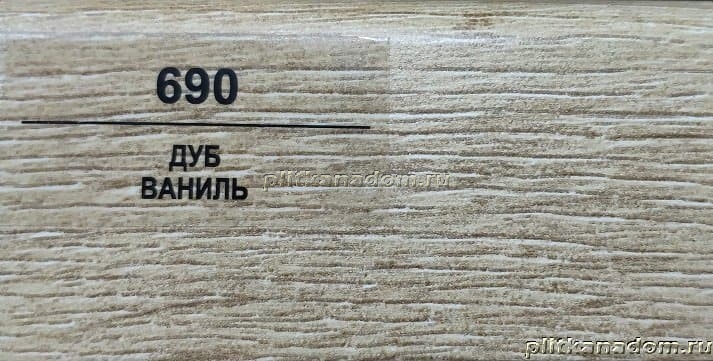 690
ДУБ
ВАНИЛЬ
plitkanadom.ru
plitkanadom.ru